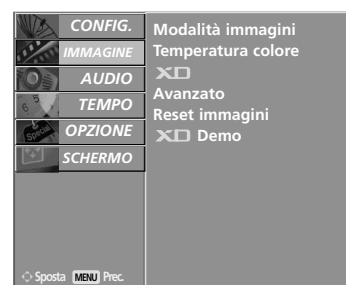 CONFIG.
IMMAGINE
AUDIO
TEMPO
OPZIONE
SCHERMO
Modalità immagini
Temperatura colore
XD
Avanzato
Reset immagini
XD Demo
Sposta MENU Prec.